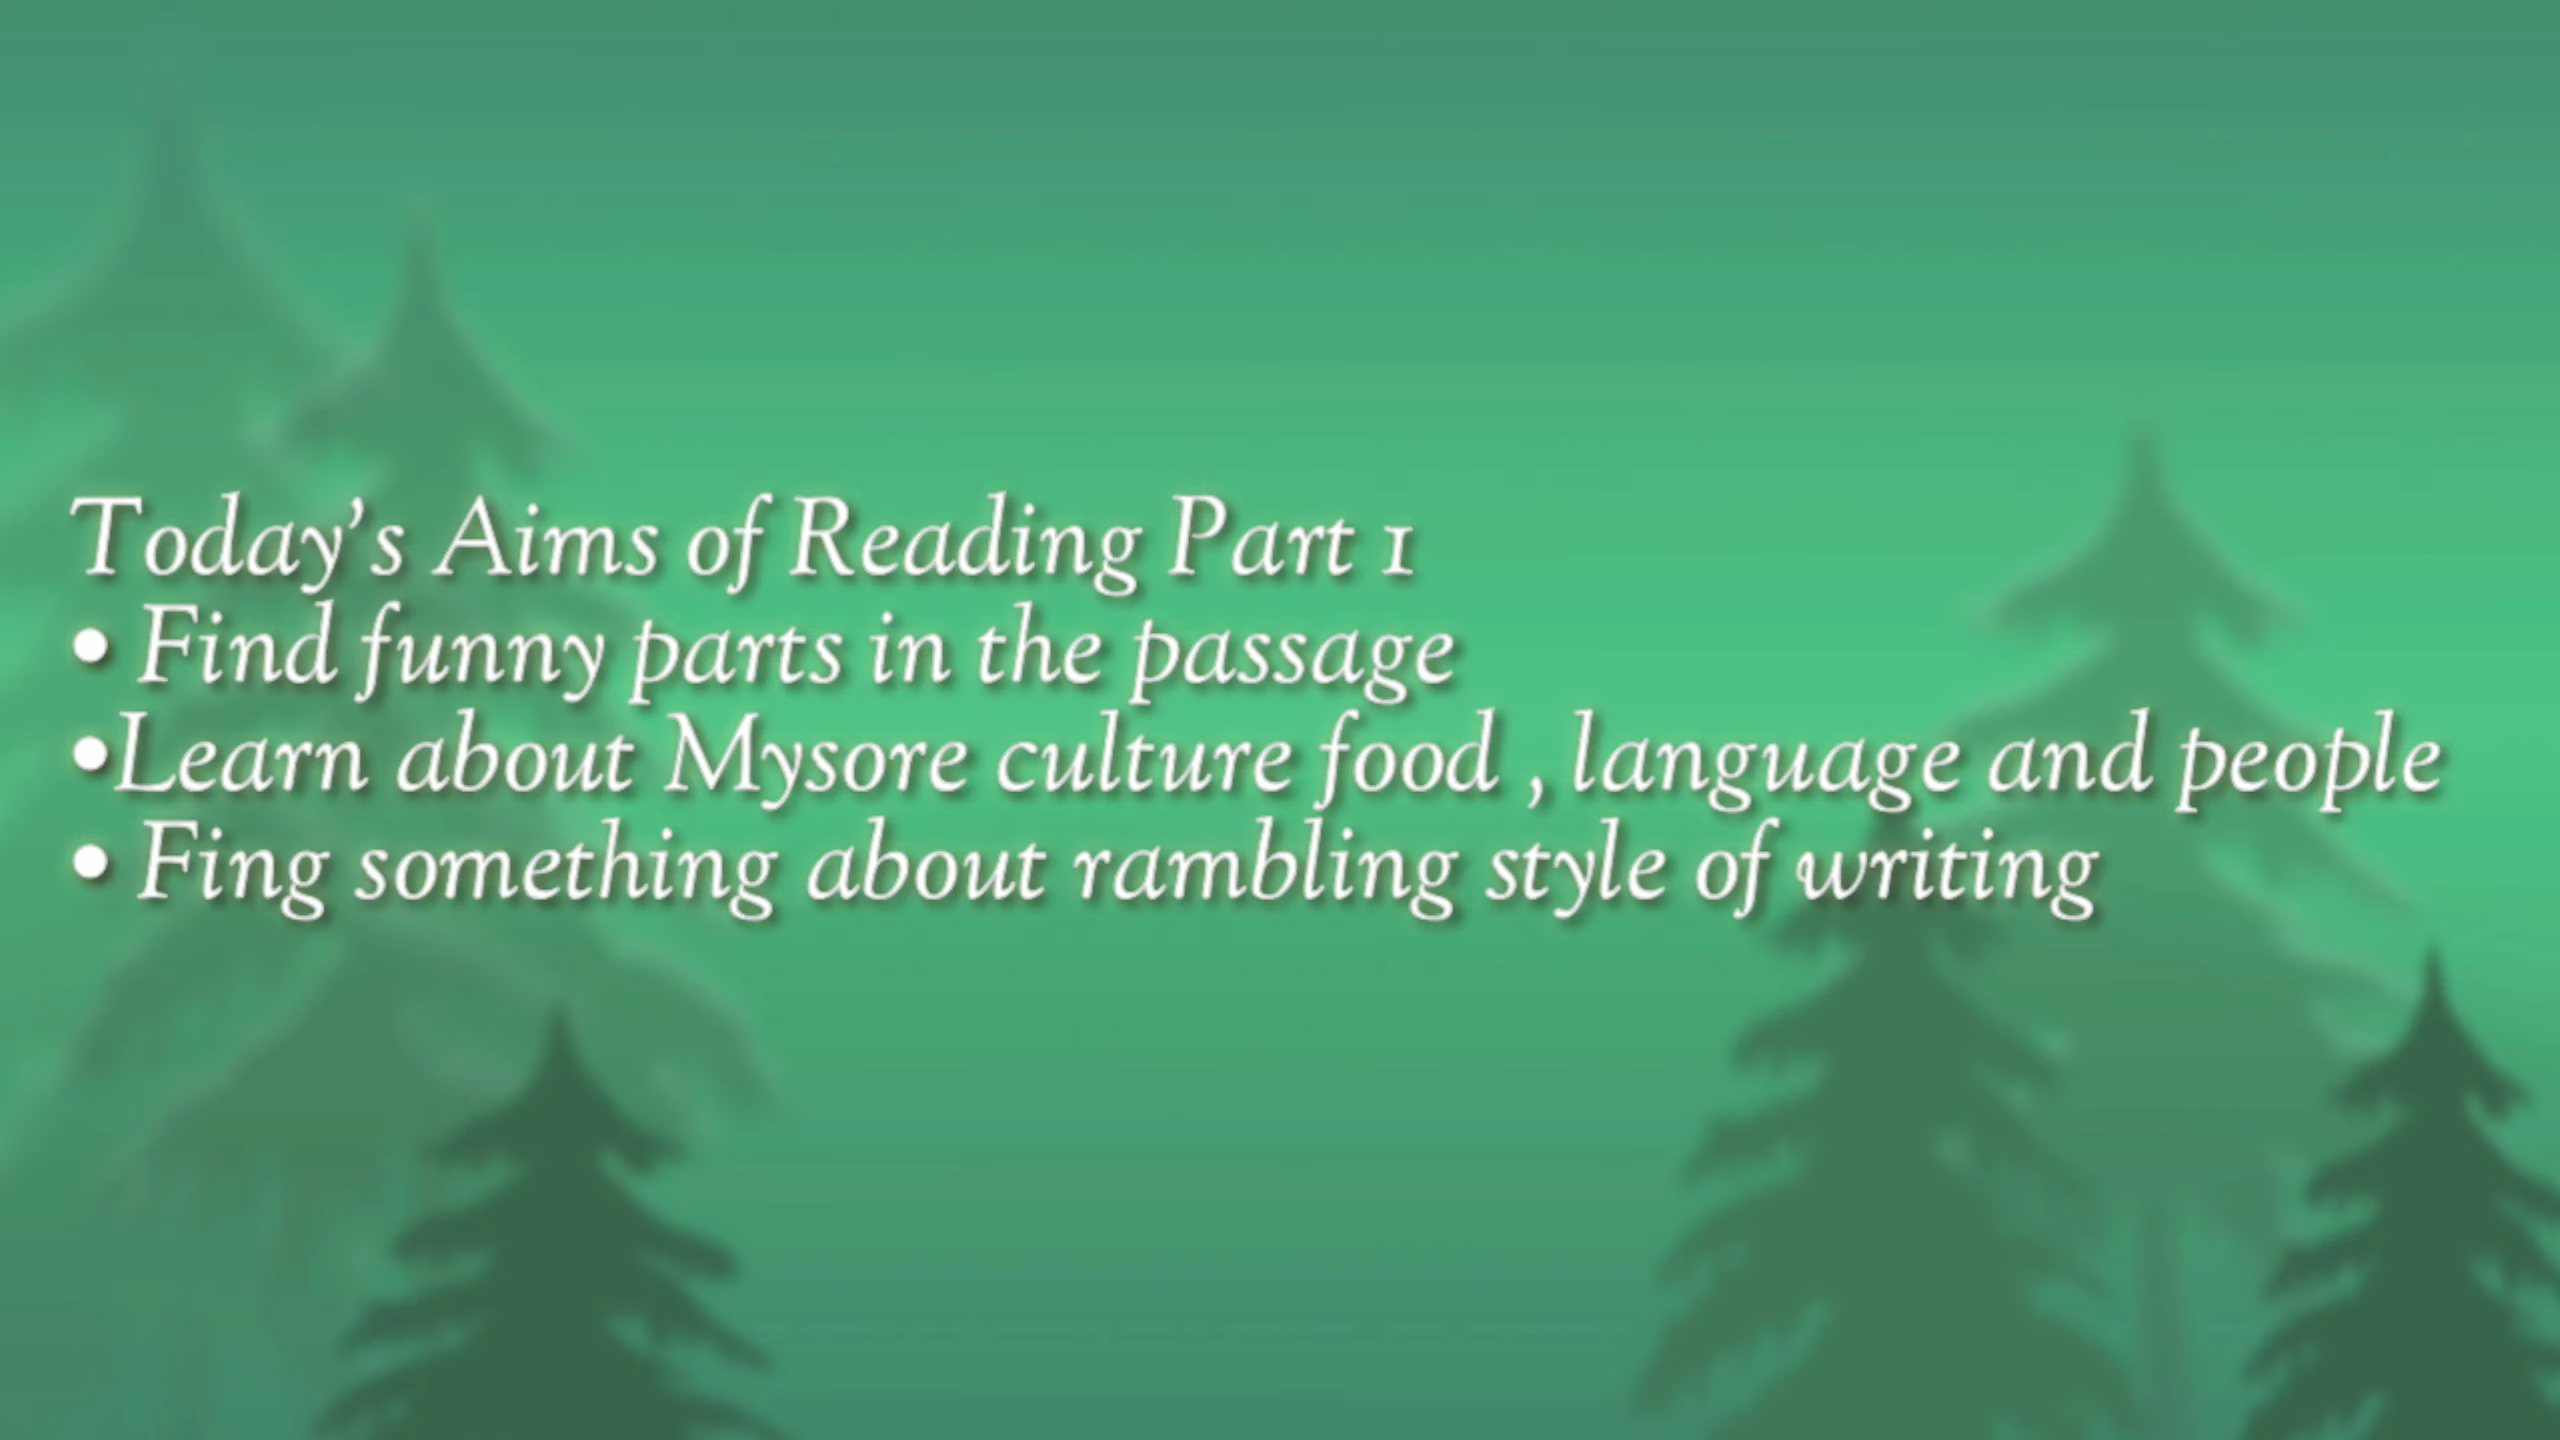 Today's Aims of Reading Part 1
• Find funny parts in the passage
•Learn about Mysore culture food , language and people
• Fing something about rambling style of writing